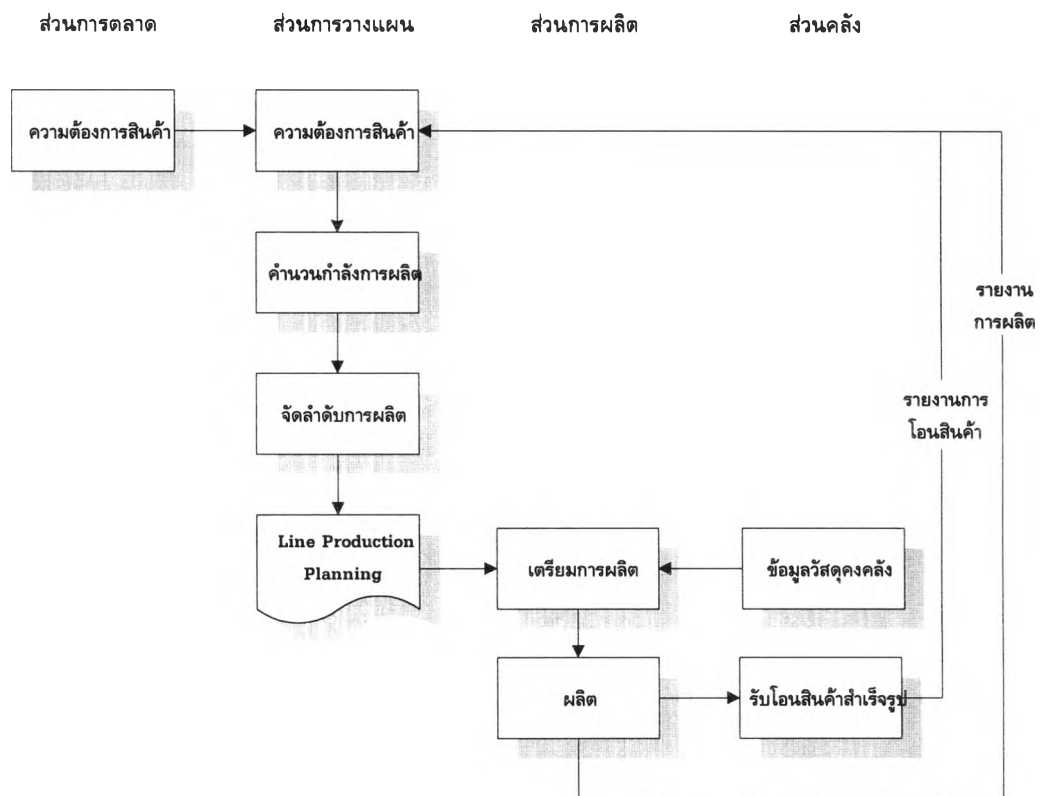 ส่วนการตลาด ส่วนการวางแผน ส่วนการผลิต ส่วนคลัง
ความต้องการสินค้า ความต้องการสินค้า
คำนวนกำลังการผลิต
รายงาน
การผลิต
จัดลำดับการผลิต
รายงานการ
โอนสินค้า
Line Production
Planning
เตรียมการผลิต ข้อมูลวัสดุคงคลัง
ผลิต รับโอนสินค้าสำเร็จรูป